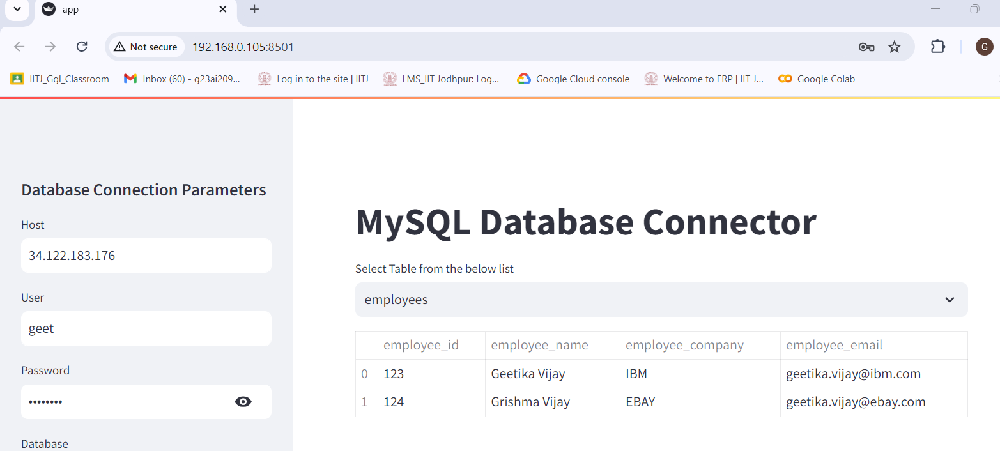 app
Not secure 192.168.0.105:8501
G
IITJ_Ggl_Classroom Inbox (60) - g23ai209... Log in to the site | IITJ LMS_IIT Jodhpur: Log... Google Cloud console Welcome to ERP | IIT J... Google Colab
Database Connection Parameters
Host
34.122.183.176
User
geet
Password
••••••••
Database
MySQL Database Connector
Select Table from the below list
employees
employee_id employee_name employee_company employee_email
0 123 Geetika Vijay IBM geetika.vijay@ibm.com
1 124 Grishma Vijay EBAY geetika.vijay@ebay.com